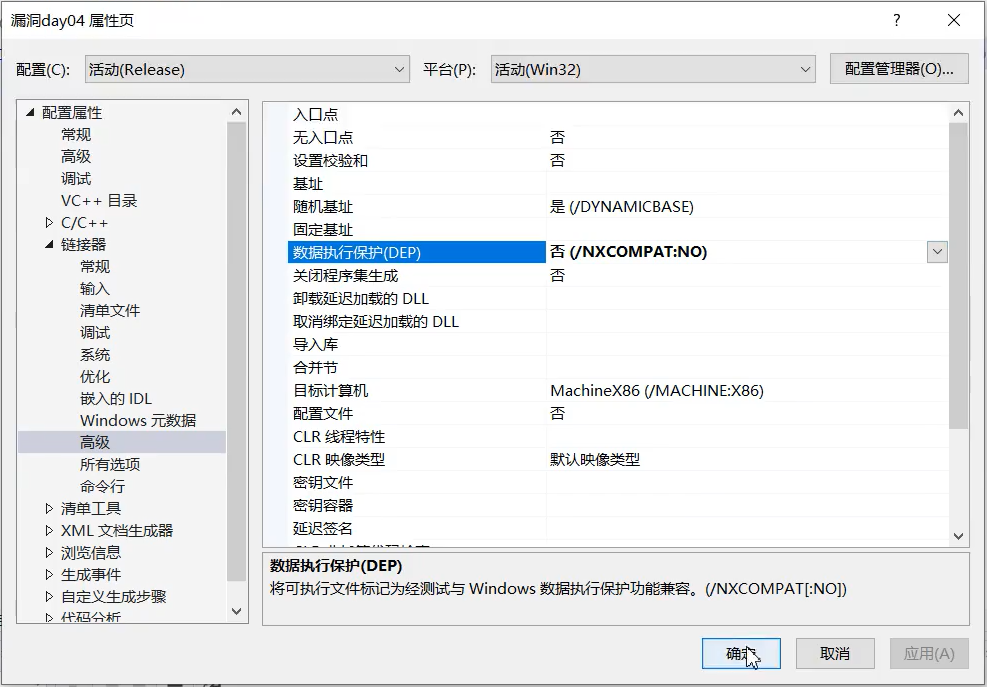 漏洞day04 属性页
?
配置(C): 活动(Release) 平台(P): 活动(Win32) 配置管理器(O)...
配置属性
常规
高级
调试
VC++ 目录
C/C++
链接器
常规
输入
清单文件
调试
系统
优化
嵌入的 IDL
Windows 元数据
高级
所有选项
命令行
清单工具
XML 文档生成器
浏览信息
生成事件
自定义生成步骤
代码分析
入口点
无入口点 否
设置校验和 否
基址
随机基址 是 (/DYNAMICBASE)
固定基址
数据执行保护(DEP) 否 (/NXCOMPAT:NO)
关闭程序集生成 否
卸载延迟加载的 DLL
取消绑定延迟加载的 DLL
导入库
合并节
目标计算机 MachineX86 (/MACHINE:X86)
配置文件 否
CLR 线程特性
CLR 映像类型 默认映像类型
密钥文件
密钥容器
延迟签名
数据执行保护(DEP)
将可执行文件标记为经测试与 Windows 数据执行保护功能兼容。(/NXCOMPAT[:NO])
确定 取消 应用(A)